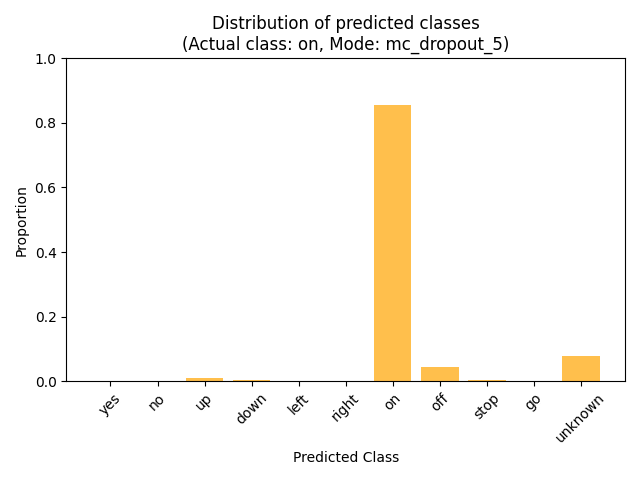 Distribution of predicted classes
(Actual class: on, Mode: mc_dropout_5)
1.0
0.8
0.6
0.4
0.2
0.0
Proportion
yes
no
up
down
left
right
on
off
stop
go
unknown
Predicted Class